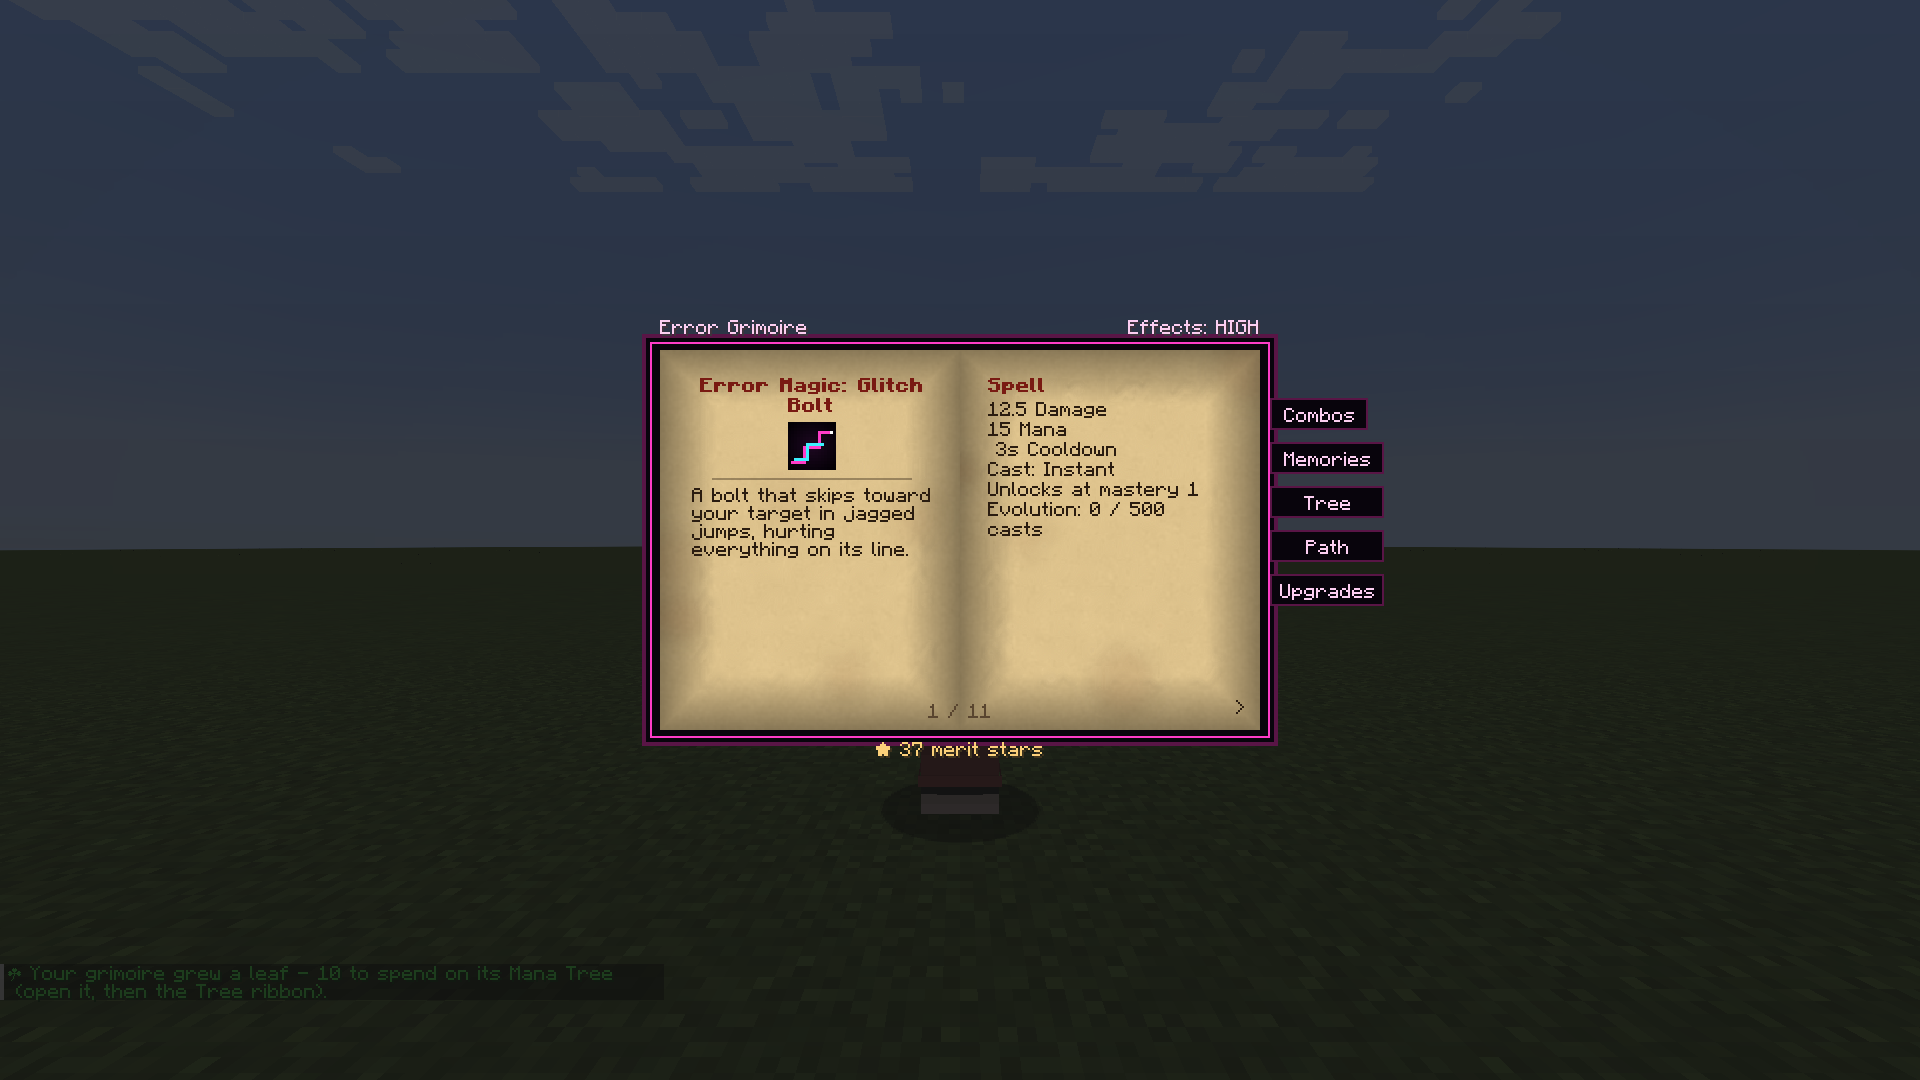 Error Grimoire
Effects: HIGH
Error Magic: Glitch
Bolt
A bolt that skips toward
your target in jagged
jumps, hurting
everything on its line.
Spell
12.5 Damage
15 Mana
3s Cooldown
Cast: Instant
Unlocks at mastery 1
Evolution: 0 / 500
casts
1 / 11
>
Combos
Memories
Tree
Path
Upgrades
★ 37 merit stars
☘ Your grimoire grew a leaf — 10 to spend on its Mana Tree
(open it, then the Tree ribbon).